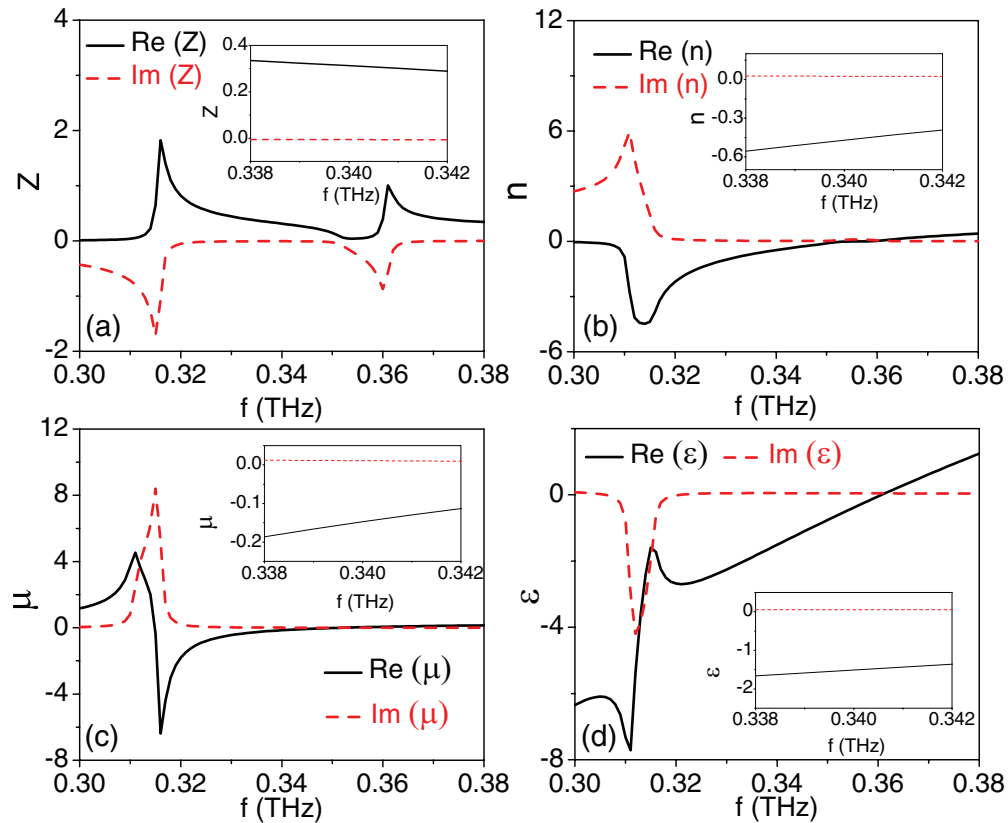 4
2
0
-2
Z
Re (Z)
Im (Z)
0.4
0.2
0.0
Z
0.338
0.340
0.342
f (THz)
(a)
0.30
0.32
0.34
0.36
0.38
f (THz)
12
6
0
-6
n
Re (n)
Im (n)
0.0
-0.3
-0.6
n
0.338
0.340
0.342
f (THz)
(b)
0.30
0.32
0.34
0.36
0.38
f (THz)
12
8
4
0
-4
-8
μ
0.0
-0.1
-0.2
μ
0.338
0.340
0.342
f (THz)
Re (μ)
Im (μ)
(c)
0.30
0.32
0.34
0.36
0.38
f (THz)
0
-4
-8
ε
Re (ε)
Im (ε)
0
-1
-2
ε
0.338
0.340
0.342
f (THz)
(d)
0.30
0.32
0.34
0.36
0.38
f (THz)